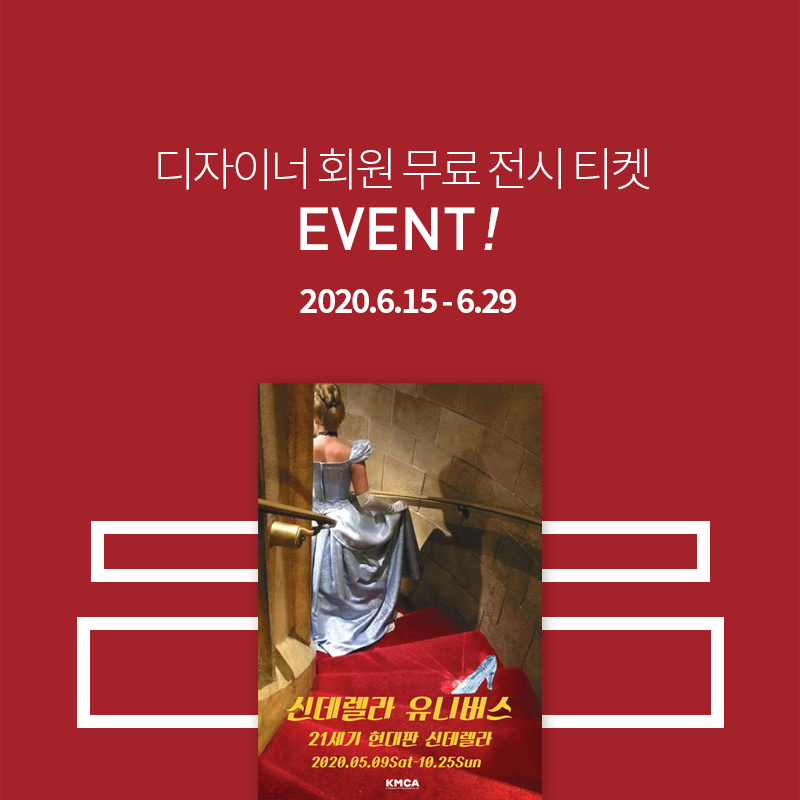 디자이너 회원 무료 전시 티켓
EVENT!
2020.6.15 - 6.29
신데렐라 유니버스
21세기 현대판 신데렐라
2020.05.09Sat-10.25Sun
KMCA